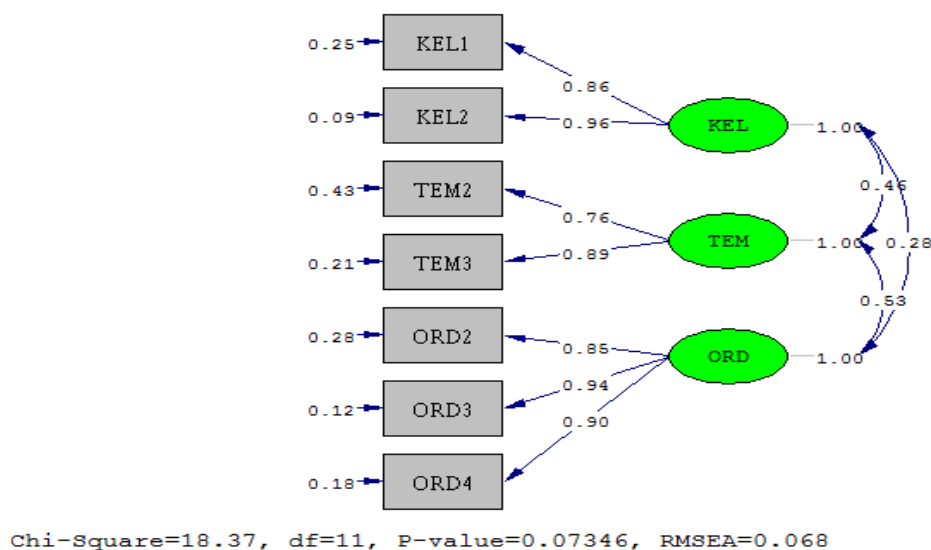 0.25 KEL1
0.86
0.09 KEL2 0.96 KEL 1.00
0.43 TEM2 0.46
0.76
0.21 TEM3 0.89 TEM 1.00 0.28
0.53
0.28 ORD2 0.85 ORD 1.00
0.94
0.12 ORD3
0.90
0.18 ORD4
Chi-Square=18.37, df=11, P-value=0.07346, RMSEA=0.068